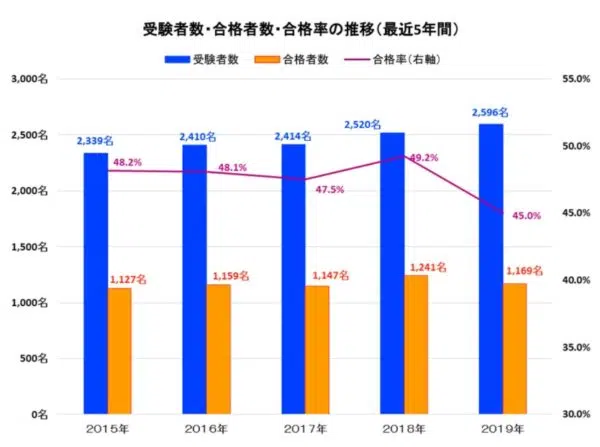 受験者数・合格者数・合格率の推移（最近5年間）
受験者数 合格者数 合格率（右軸）
3,000名 55.0%
2,596名
2,520名
2,339名 2,410名 2,414名
2,500名 50.0%
48.2% 48.1% 47.5% 49.2% 45.0%
2,000名 45.0%
1,500名
1,127名 1,159名 1,147名 1,241名 1,169名
40.0%
1,000名
35.0%
500名
0名 30.0%
2015年 2016年 2017年 2018年 2019年